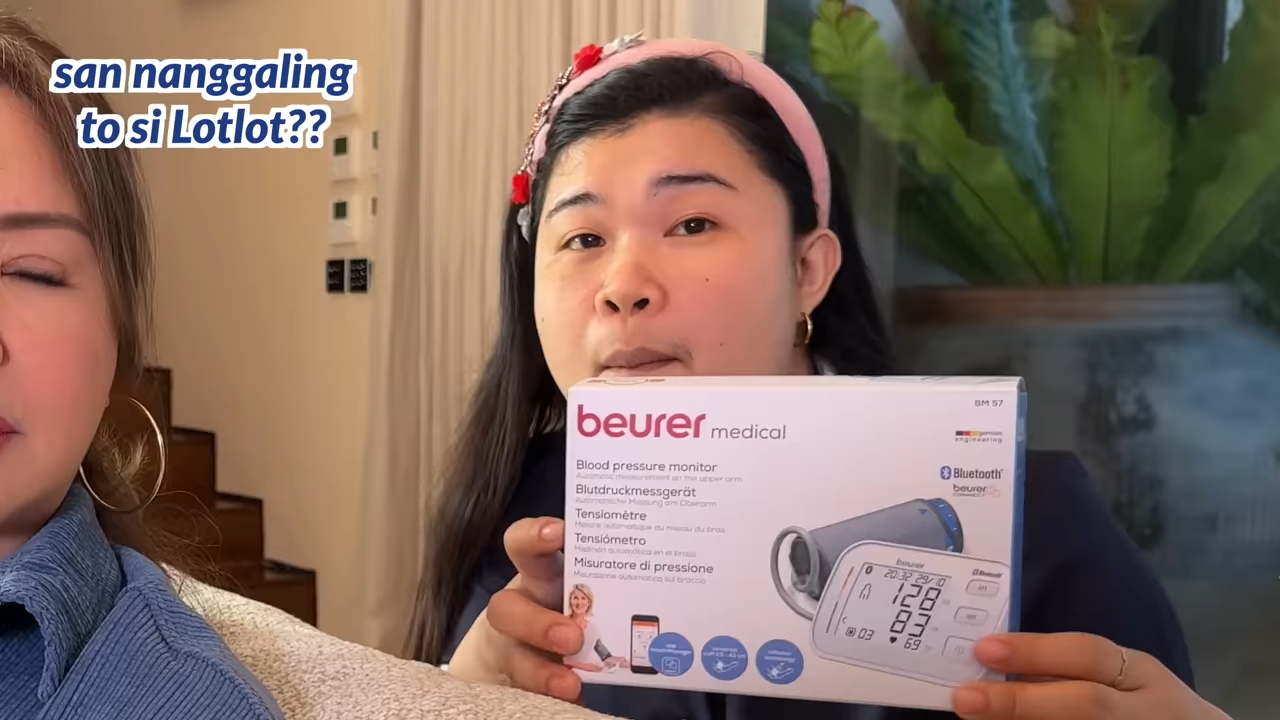 san nanggaling
to si Lotlot??
beurer medical
BM 57
german
engineering
Blood pressure monitor
Automatic measurement on the upper arm
Blutdruckmessgerät
Automatische Messung am Oberarm
Tensiomètre
Mesure automatique au niveau du bras
Tensiómetro
Medición automática en el brazo
Misuratore di pressione
Misurazione automatica sul braccio
Bluetooth®
beurer
CONNECT
beurer
Bluetooth
20:32 29/10
128
83
03
69